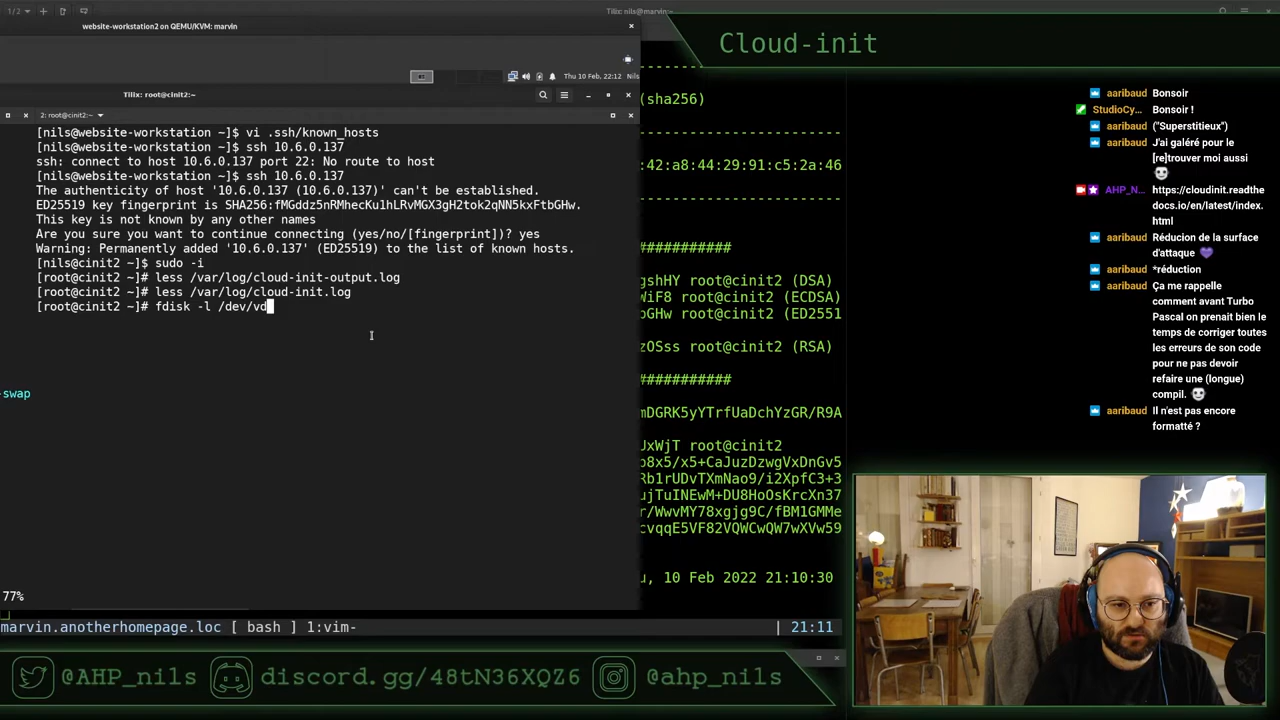 1/2
Tilix: nils@marvin:~
website-workstation2 on QEMU/KVM: marvin
Thu 10 Feb, 22:12 Nils
Tilix: root@cinit2:~
2: root@cinit2:~
[nils@website-workstation ~]$ vi .ssh/known_hosts
[nils@website-workstation ~]$ ssh 10.6.0.137
ssh: connect to host 10.6.0.137 port 22: No route to host
[nils@website-workstation ~]$ ssh 10.6.0.137
The authenticity of host '10.6.0.137 (10.6.0.137)' can't be established.
ED25519 key fingerprint is SHA256:fMGddz5nRMhecKu1hLRvMGX3gH2tok2qNN5kxFtbGHw.
This key is not known by any other names
Are you sure you want to continue connecting (yes/no/[fingerprint])? yes
Warning: Permanently added '10.6.0.137' (ED25519) to the list of known hosts.
[nils@cinit2 ~]$ sudo -i
[root@cinit2 ~]# less /var/log/cloud-init-output.log
[root@cinit2 ~]# less /var/log/cloud-init.log
[root@cinit2 ~]# fdisk -l /dev/vd
-swap
77%
(sha256)
:42:a8:44:29:91:c5:2a:46
###########
gshHY root@cinit2 (DSA)
WiF8 root@cinit2 (ECDSA)
bGHw root@cinit2 (ED2551
zOSss root@cinit2 (RSA)
###########
mDGRK5yYTrfUaDchYzGR/R9A
UxWjT root@cinit2
b8x5/x5+CaJuzDzwgVxDnGv5
Rb1rUDvTXmNao9/i2XpfC3+3
ujTuINEwM+DU8HoOsKrcXn37
r/WwvMY78xgjg9C/fBM1GMMe
cvqqE5VF82VQWCwQW7wXVw59
u, 10 Feb 2022 21:10:30
marvin.anotherhomepage.loc [ bash ] 1:vim-
| 21:11
Cloud-init
aaribaud Bonsoir
StudioCy... Bonsoir !
aaribaud ("Superstitieux")
aaribaud J'ai galéré pour le
[re]trouver moi aussi
AHP_N... https://cloudinit.readthe
docs.io/en/latest/index.
html
aaribaud Réducion de la surface
d'attaque
aaribaud *réduction
aaribaud Ça me rappelle
comment avant Turbo
Pascal on prenait bien le
temps de corriger toutes
les erreurs de son code
pour ne pas devoir
refaire une (longue)
compil.
aaribaud Il n'est pas encore
formatté ?
@AHP_nils
discord.gg/48tN36XQZ6
@ahp_nils